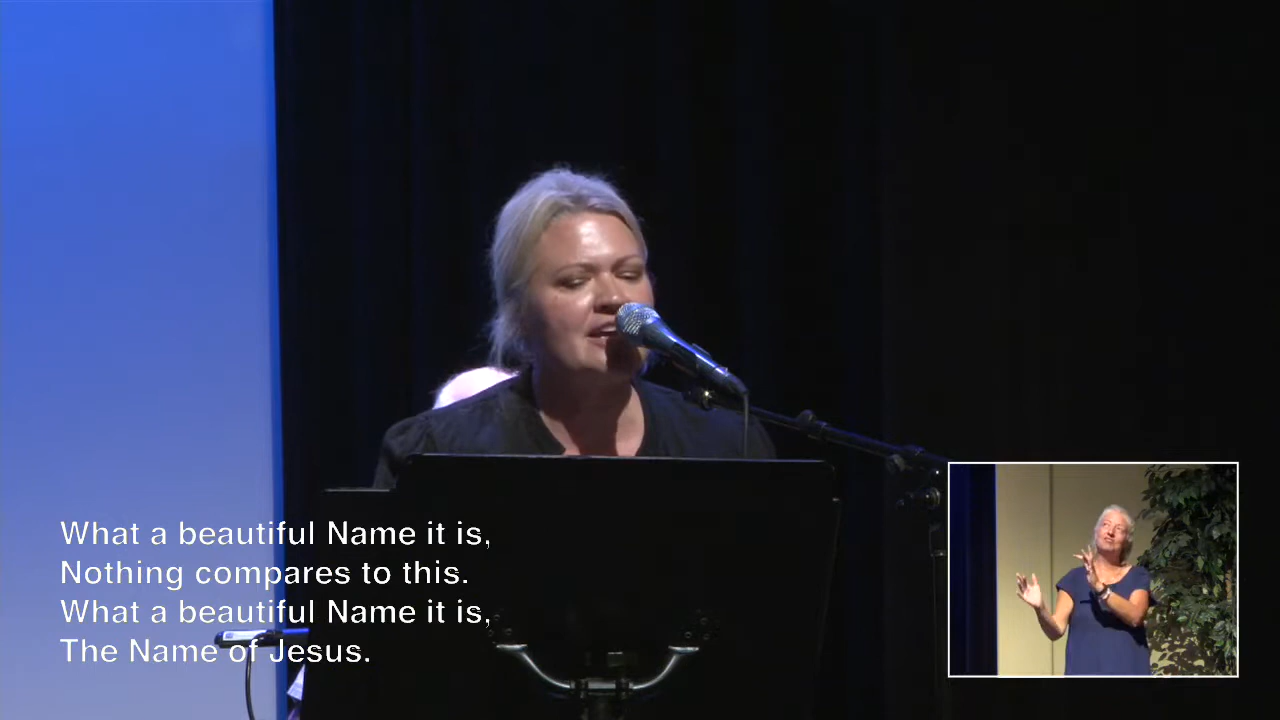 What a beautiful Name it is,
Nothing compares to this.
What a beautiful Name it is,
The Name of Jesus.